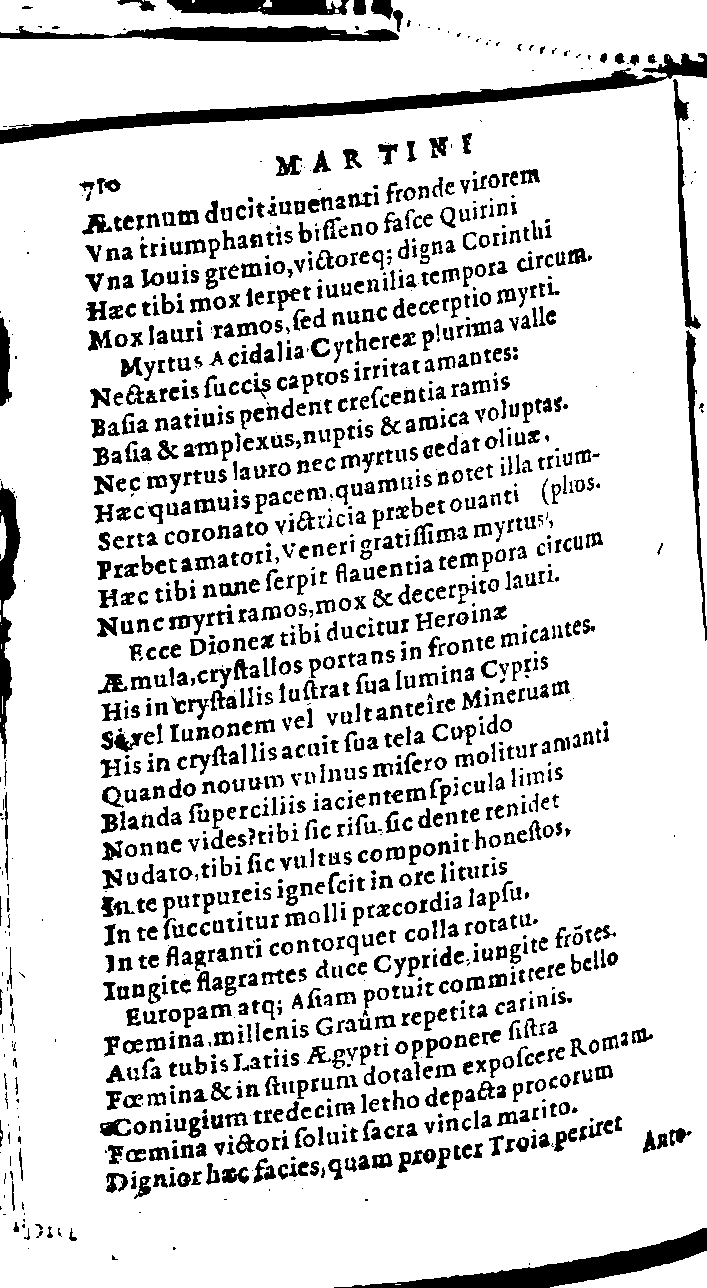 710 MARTINI
Æternum ducit iuuenanti fronde virorem
Vna triumphantis bisseno fasce Quirini
Vna Iouis gremio, victoreq; digna Corinthi
Hæc tibi mox serpet iuuenilia tempora circum.
Mox lauri ramos, sed nunc decerptio myrti.
Myrtus Acidalia Cythereæ plurima valle
Nectareis succis captos irritat amantes:
Basia natiuis pendent crescentia ramis
Basia & amplexus, nuptis & amica voluptas.
Nec myrtus lauro nec myrtus cedat oliuæ.
Hæc quamuis pacem, quamuis notet illa trium-
Serta coronato victricia præbet ouanti (phos.
Præbet amatori, Veneri gratissima myrtus,
Hæc tibi nunc serpit flauentia tempora circum
Nunc myrti ramos, mox & decerpito lauri.
Ecce Dioneæ tibi ducitur Heroinæ
Æmula, crystallos portans in fronte micantes.
His in crystallis lustrat sua lumina Cypris
Si vel Iunonem vel vult anteîre Mineruam
His in crystallis acuit sua tela Cupido
Quando nouum vulnus misero molitur amanti
Blanda superciliis iacientem spicula limis
Nonne vides? tibi sic risu, sic dente renidet
Nudato, tibi sic vultus componit honestos,
In te purpureis ignescit in ore lituris
In te succutitur molli præcordia lapsu,
In te flagranti contorquet colla rotatu.
Iungite flagrantes duce Cypride, iungite frōtes.
Europam atq; Asiam potuit committere bello
Fœmina, millenis Graûm repetita carinis.
Ausa tubis Latiis Ægypti opponere sistra
Fœmina & in stuprum dotalem exposcere Romam.
Coniugium tredecim letho depacta procorum
Fœmina victori soluit sacra vincla marito.
Dignior hæc facies, quam propter Troia periret
Ante-